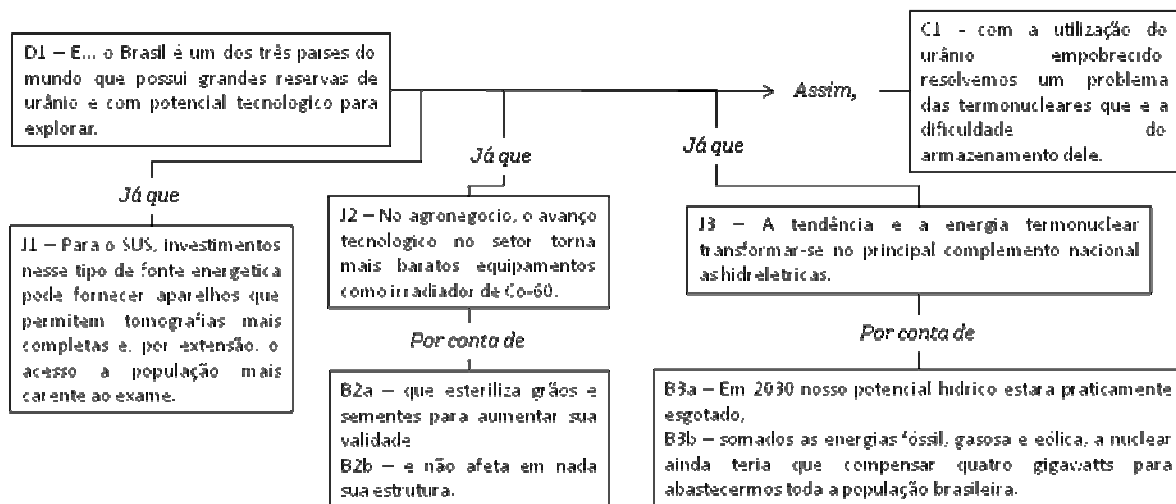 D1 – E... o Brasil é um dos três países do
mundo que possui grandes reservas de
urânio e com potencial tecnologico para
explorar.
Assim,
C1 - com a utilização do
urânio empobrecido
resolvemos um problema
das termonucleares que e a
dificuldade do
armazenamento dele.
Já que
Já que
Já que
J1 – Para o SUS, investimentos
nesse tipo de fonte energetica
pode fornecer aparelhos que
permitem tomografias mais
completas e, por extensão, o
acesso a população mais
carente ao exame.
J2 – No agronegocio, o avanço
tecnologico no setor torna
mais baratos equipamentos
como irradiador de Co-60.
Por conta de
B2a – que esteriliza grãos e
sementes para aumentar sua
validade
B2b – e não afeta em nada
sua estrutura.
J3 – A tendência e a energia termonuclear
transformar-se no principal complemento nacional
as hidreletricas.
Por conta de
B3a – Em 2030 nosso potencial hidrico estara praticamente
esgotado,
B3b – somados as energias fóssil, gasosa e eólica, a nuclear
ainda teria que compensar quatro gigawatts para
abastecermos toda a população brasileira.